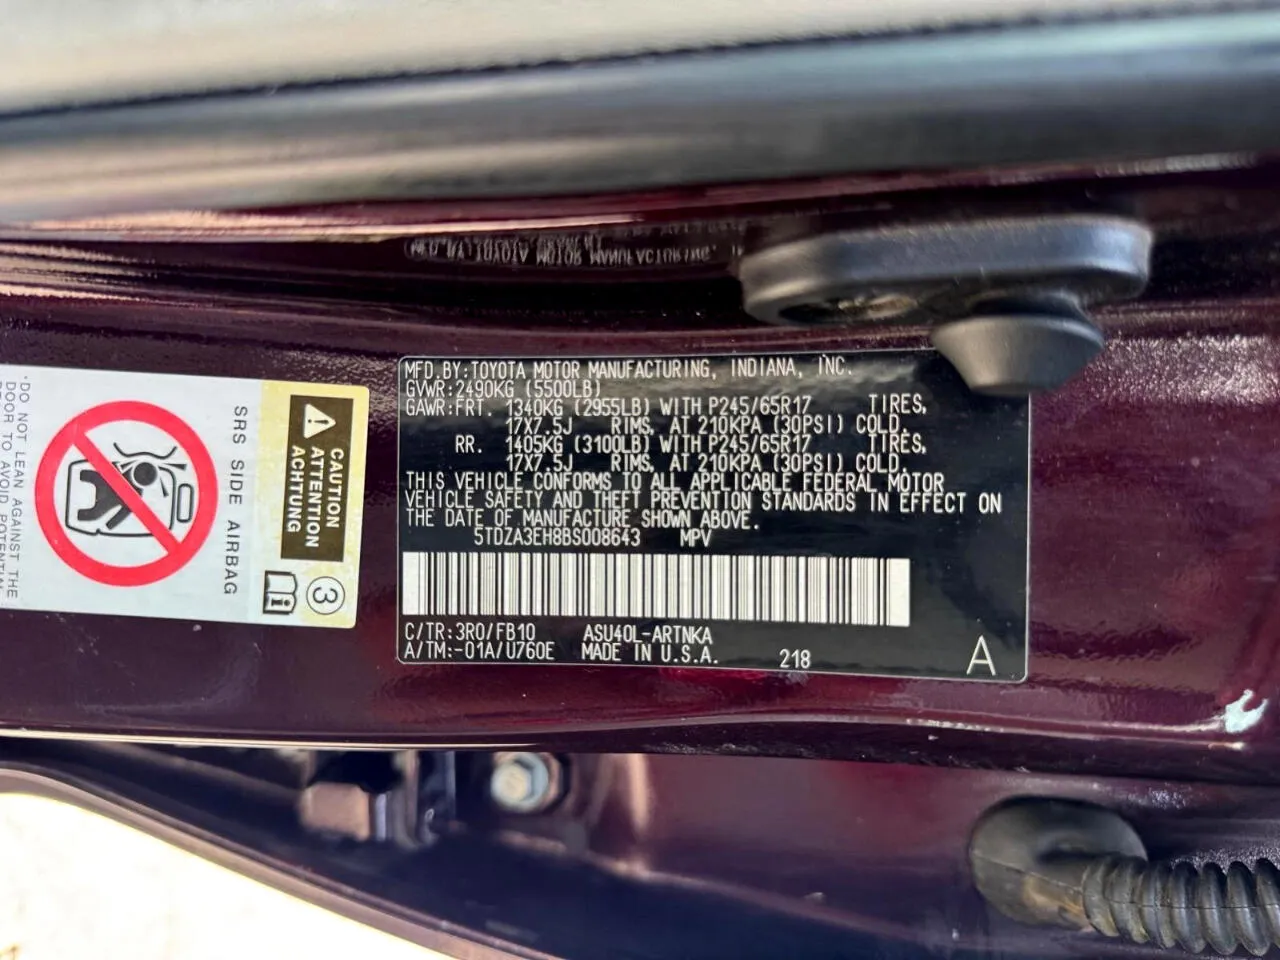 MFD.BY:TOYOTA MOTOR MANUFACTURING, INDIANA, INC.
GVWR:2490KG (5500LB)
GAWR:FRT. 1340KG (2955LB) WITH P245/65R17 TIRES,
17X7.5J RIMS, AT 210KPA (30PSI) COLD.
RR. 1405KG (3100LB) WITH P245/65R17 TIRES,
17X7.5J RIMS, AT 210KPA (30PSI) COLD.
THIS VEHICLE CONFORMS TO ALL APPLICABLE FEDERAL MOTOR
VEHICLE SAFETY AND THEFT PREVENTION STANDARDS IN EFFECT ON
THE DATE OF MANUFACTURE SHOWN ABOVE.
5TDZA3EH8BS008643 MPV
C/TR:3R0/FB10 ASU40L-ARTNKA
A/TM:-01A/U760E MADE IN U.S.A. 218
A
CAUTION
ATTENTION
ACHTUNG
3
SRS SIDE AIRBAG
*DO NOT LEAN AGAINST THE
DOOR TO AVOID POTENTIAL